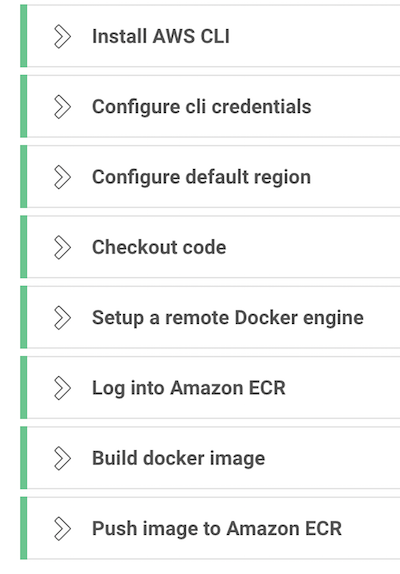 Install AWS CLI
Configure cli credentials
Configure default region
Checkout code
Setup a remote Docker engine
Log into Amazon ECR
Build docker image
Push image to Amazon ECR